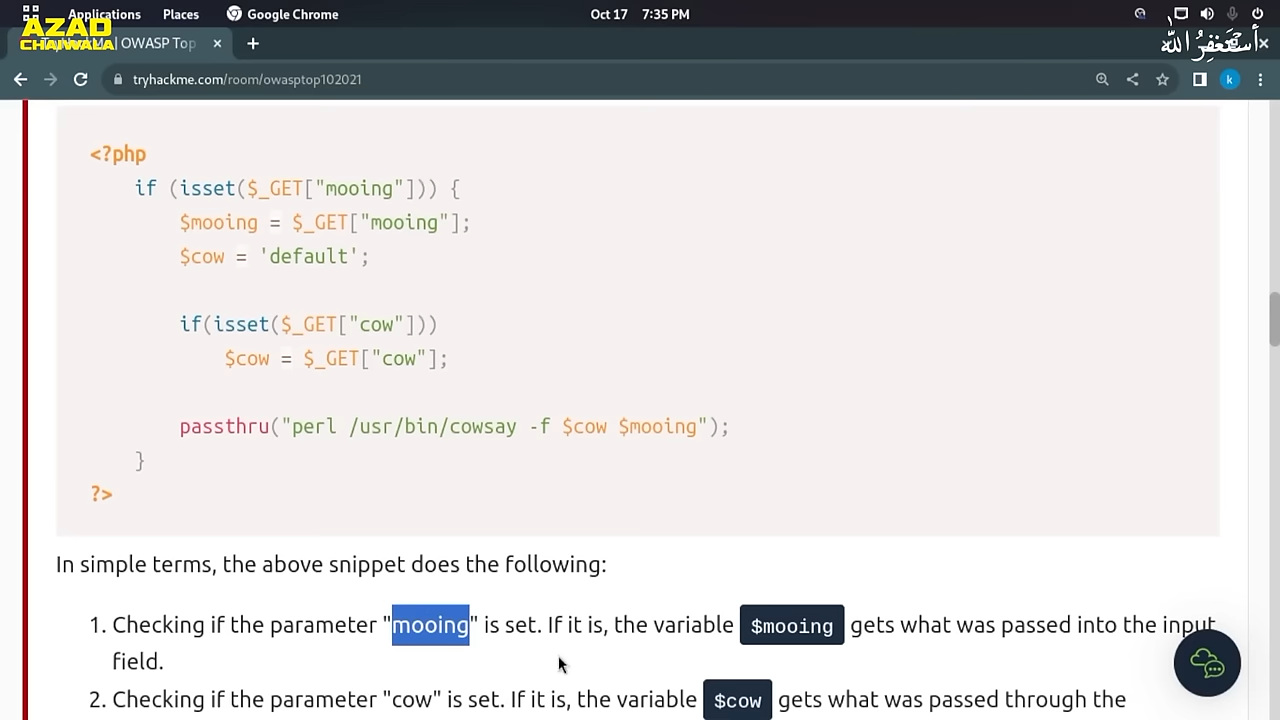 Applications Places Google Chrome Oct 17 7:35 PM
AZAD
CHAIWALA
| OWASP Top
أستغفر الله
tryhackme.com/room/owasptop102021
k
<?php
if (isset($_GET["mooing"])) {
$mooing = $_GET["mooing"];
$cow = 'default';
if(isset($_GET["cow"]))
$cow = $_GET["cow"];
passthru("perl /usr/bin/cowsay -f $cow $mooing");
}
?>
In simple terms, the above snippet does the following:
1. Checking if the parameter "mooing" is set. If it is, the variable $mooing gets what was passed into the input
field.
2. Checking if the parameter "cow" is set. If it is, the variable $cow gets what was passed through the